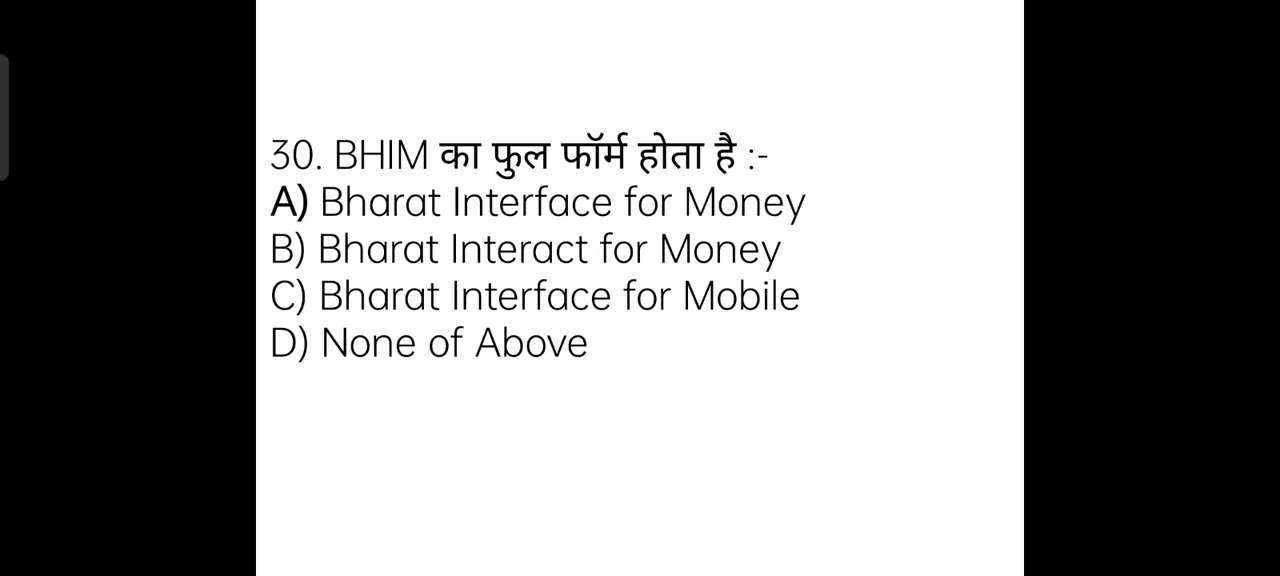 30. BHIM का फुल फॉर्म होता है :-
A) Bharat Interface for Money
B) Bharat Interact for Money
C) Bharat Interface for Mobile
D) None of Above